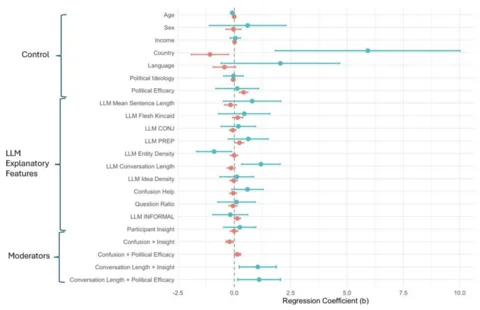 Control
LLM
Explanatory
Features
Moderators
Age
Sex
Income
Country
Language
Political Ideology
Political Efficacy
LLM Mean Sentence Length
LLM Flesh Kincaid
LLM CONJ
LLM PREP
LLM Entity Density
LLM Conversation Length
LLM Idea Density
Confusion Help
Question Ratio
LLM INFORMAL
Participant Insight
Confusion × Insight
Confusion × Political Efficacy
Conversation Length × Insight
Conversation Length × Political Efficacy
-2.5 0.0 2.5 5.0 7.5 10.0
Regression Coefficient (b)